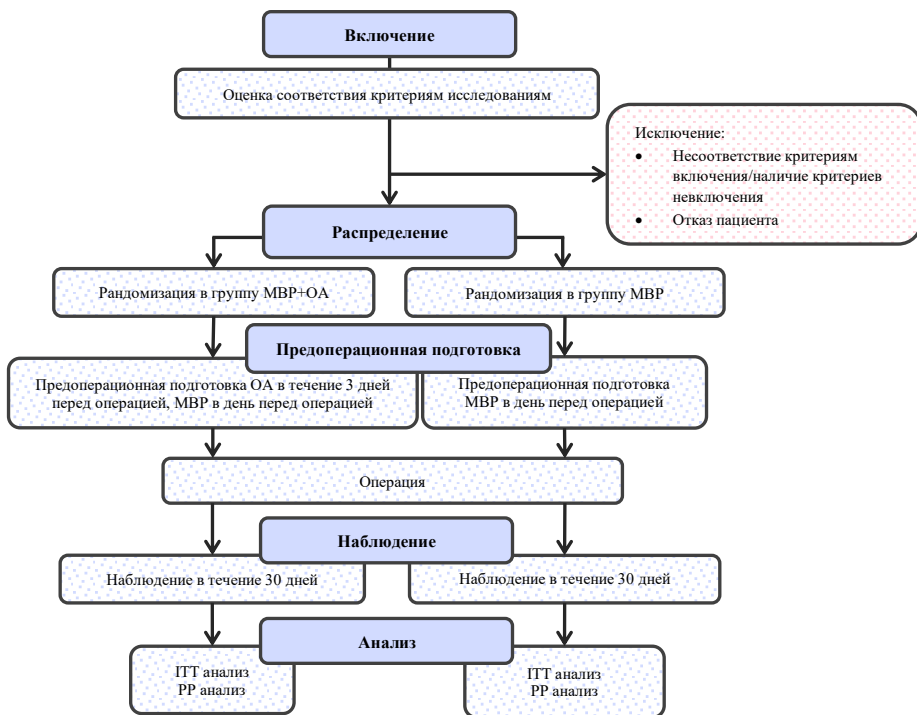 Включение
Оценка соответствия критериям исследованиям
Исключение:
• Несоответствие критериям
включения/наличие критериев
невключения
• Отказ пациента
Распределение
Рандомизация в группу МВР+ОА
Рандомизация в группу МВР
Предоперационная подготовка
Предоперационная подготовка ОА в течение 3 дней
перед операцией, МВР в день перед операцией
Предоперационная подготовка
МВР в день перед операцией
Операция
Наблюдение
Наблюдение в течение 30 дней
Наблюдение в течение 30 дней
Анализ
ITT анализ
PP анализ
ITT анализ
PP анализ